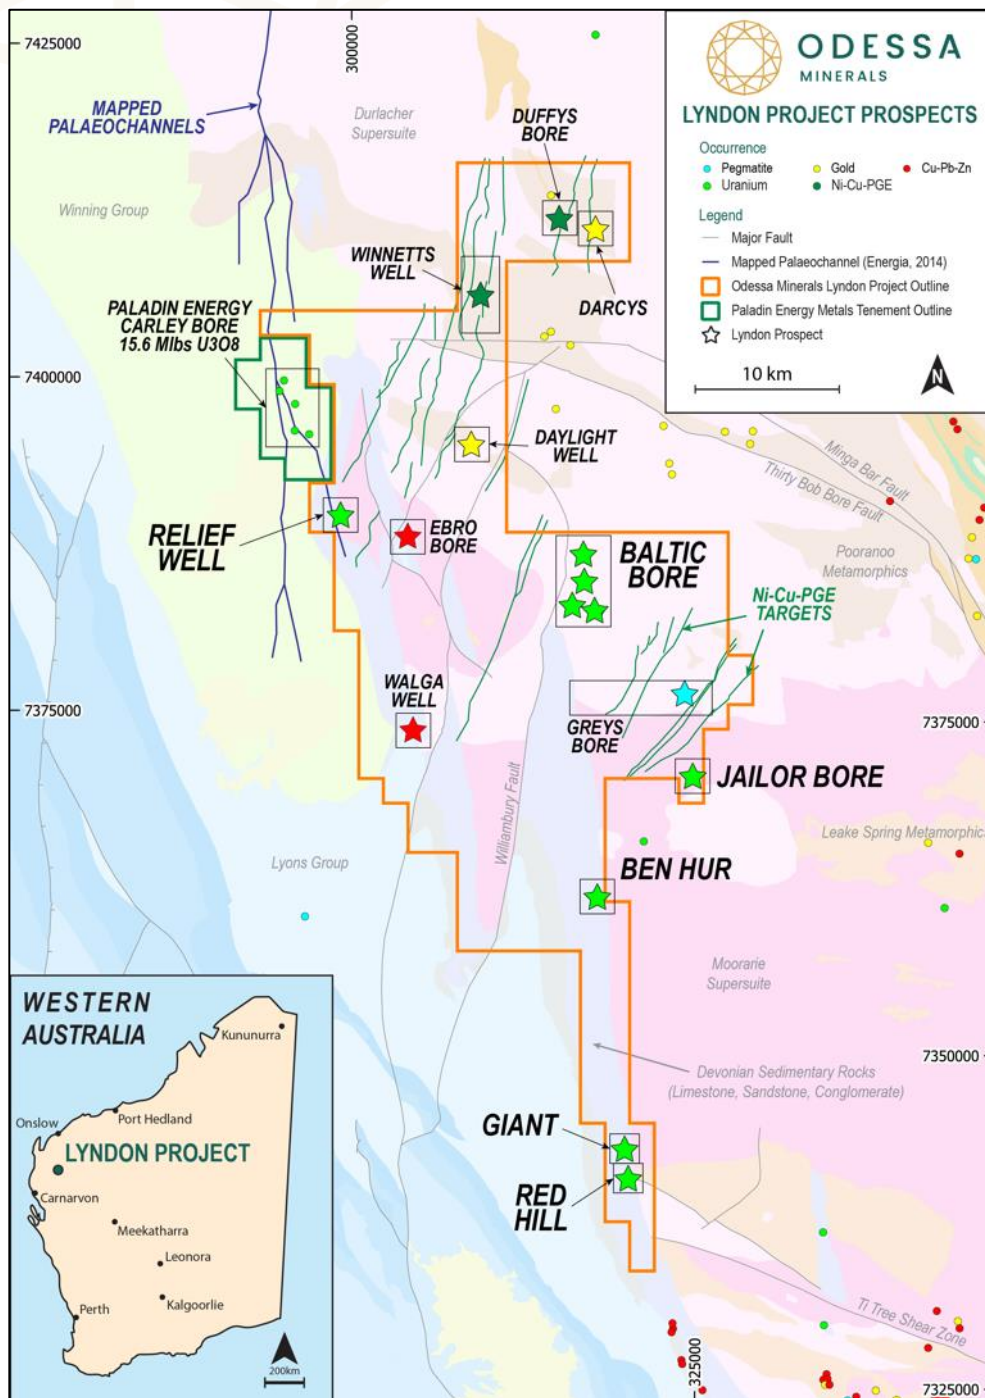 7425000
300000
ODESSA
MINERALS
LYNDON PROJECT PROSPECTS
Occurrence
Pegmatite
Gold
Cu-Pb-Zn
Uranium
Ni-Cu-PGE
Legend
Major Fault
Mapped Palaeochannel (Energia, 2014)
Odessa Minerals Lyndon Project Outline
Paladin Energy Metals Tenement Outline
Lyndon Prospect
10 km
N
MAPPED
PALAEOCHANNELS
Durlacher
Supersuite
DUFFYS
BORE
Winning Group
WINNETTS
WELL
DARCYS
PALADIN ENERGY
CARLEY BORE
15.6 Mlbs U3O8
7400000
DAYLIGHT
WELL
Minga Bar Fault
Thirty Bob Bore Fault
RELIEF
WELL
EBRO
BORE
BALTIC
BORE
Pooranoo
Metamorphics
Ni-Cu-PGE
TARGETS
WALGA
WELL
GREYS
BORE
7375000
7375000
JAILOR BORE
Williambury Fault
Leake Spring Metamorphics
Lyons Group
BEN HUR
Moorarie
Supersuite
7350000
Devonian Sedimentary Rocks
(Limestone, Sandstone, Conglomerate)
GIANT
RED
HILL
Ti Tree Shear Zone
325000
7325000
WESTERN
AUSTRALIA
Kununurra
Port Hedland
Onslow
LYNDON PROJECT
Carnarvon
Meekatharra
Leonora
Kalgoorlie
Perth
200km